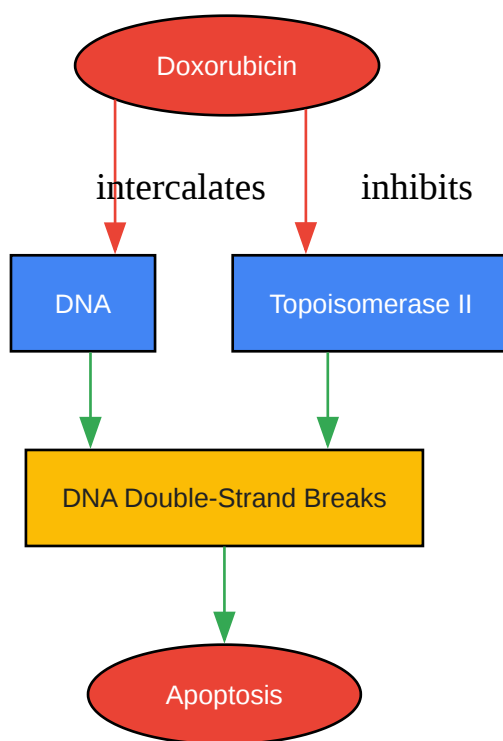 Doxorubicin
intercalates
inhibits
DNA
Topoisomerase II
DNA Double-Strand Breaks
Apoptosis